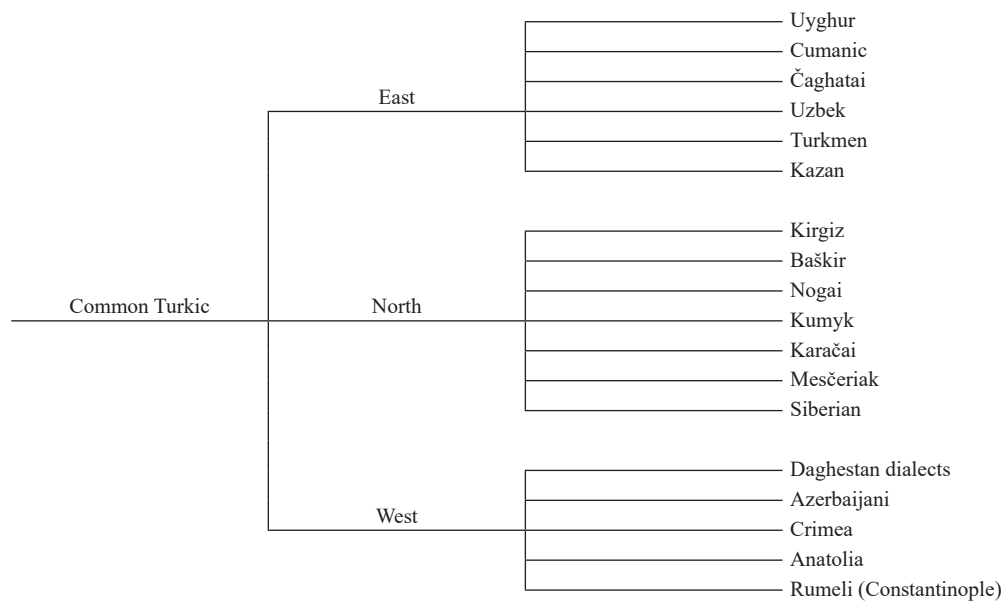 Uyghur
Cumanic
Čaghatai
East
Uzbek
Turkmen
Kazan
Kirgiz
Baškir
Nogai
Common Turkic
North
Kumyk
Karačai
Mesčeriak
Siberian
Daghestan dialects
Azerbaijani
West
Crimea
Anatolia
Rumeli (Constantinople)